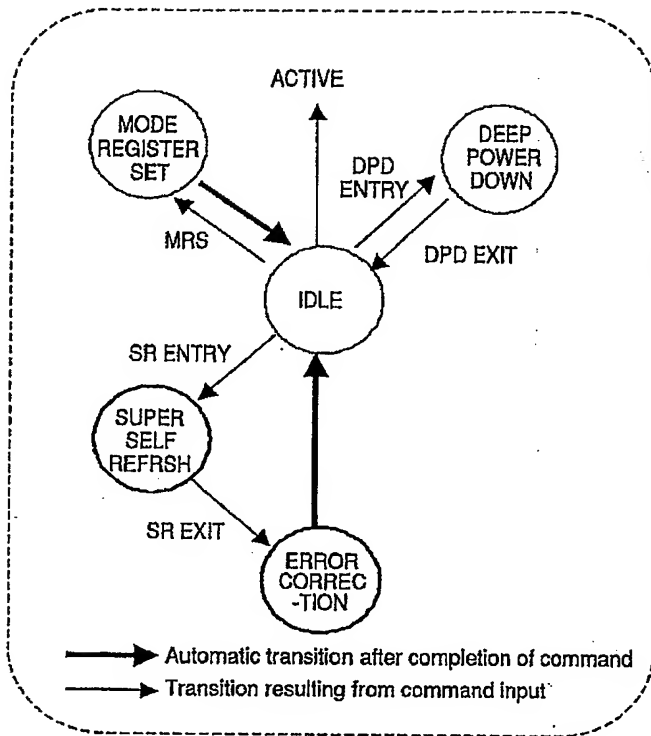 ACTIVE
MODE
REGISTER
SET
DEEP
POWER
DOWN
DPD
ENTRY
MRS
DPD EXIT
IDLE
SR ENTRY
SUPER
SELF
REFRSH
SR EXIT
ERROR
CORREC
-TION
Automatic transition after completion of command
Transition resulting from command input